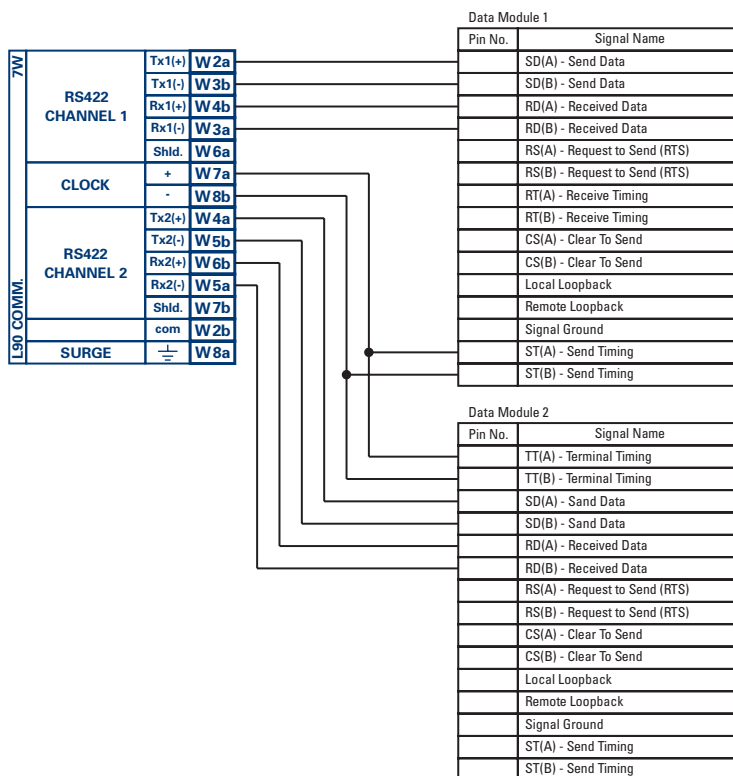 Data Module 1
Pin No. Signal Name
SD(A) - Send Data
SD(B) - Send Data
RD(A) - Received Data
RD(B) - Received Data
RS(A) - Request to Send (RTS)
RS(B) - Request to Send (RTS)
RT(A) - Receive Timing
RT(B) - Receive Timing
CS(A) - Clear To Send
CS(B) - Clear To Send
Local Loopback
Remote Loopback
Signal Ground
ST(A) - Send Timing
ST(B) - Send Timing
7W
L90 COMM.
RS422
CHANNEL 1
Tx1(+) W2a
Tx1(-) W3b
Rx1(+) W4b
Rx1(-) W3a
Shld. W6a
CLOCK
+ W7a
- W8b
RS422
CHANNEL 2
Tx2(+) W4a
Tx2(-) W5b
Rx2(+) W6b
Rx2(-) W5a
Shld. W7b
com W2b
SURGE W8a
Data Module 2
Pin No. Signal Name
TT(A) - Terminal Timing
TT(B) - Terminal Timing
SD(A) - Sand Data
SD(B) - Sand Data
RD(A) - Received Data
RD(B) - Received Data
RS(A) - Request to Send (RTS)
RS(B) - Request to Send (RTS)
CS(A) - Clear To Send
CS(B) - Clear To Send
Local Loopback
Remote Loopback
Signal Ground
ST(A) - Send Timing
ST(B) - Send Timing